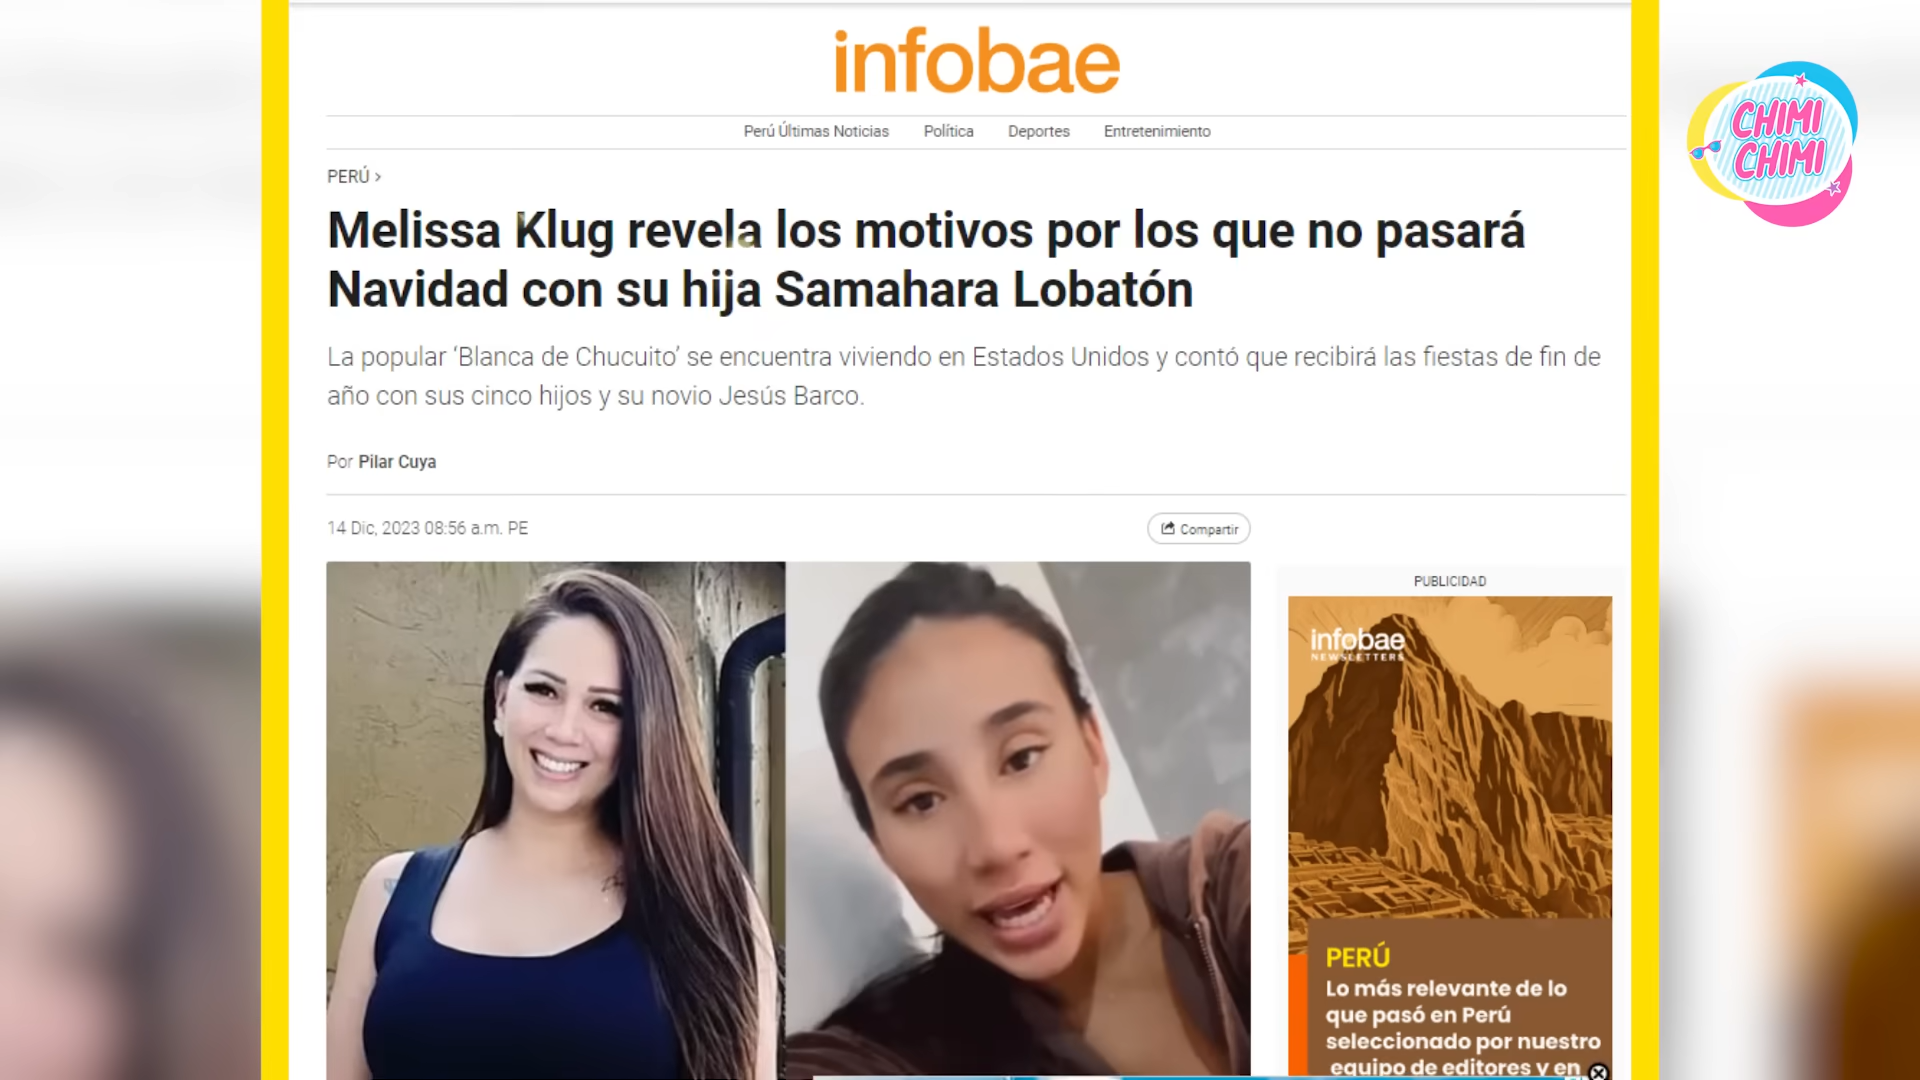 infobae
Perú Últimas Noticias Política Deportes Entretenimiento
PERÚ >
Melissa Klug revela los motivos por los que no pasará
Navidad con su hija Samahara Lobatón
La popular ‘Blanca de Chucuito’ se encuentra viviendo en Estados Unidos y contó que recibirá las fiestas de fin de
año con sus cinco hijos y su novio Jesús Barco.
Por Pilar Cuya
14 Dic, 2023 08:56 a.m. PE
Compartir
PUBLICIDAD
infobae
NEWSLETTERS
PERÚ
Lo más relevante de lo
que pasó en Perú
seleccionado por nuestro
equipo de editores y en
CHIMI
CHIMI